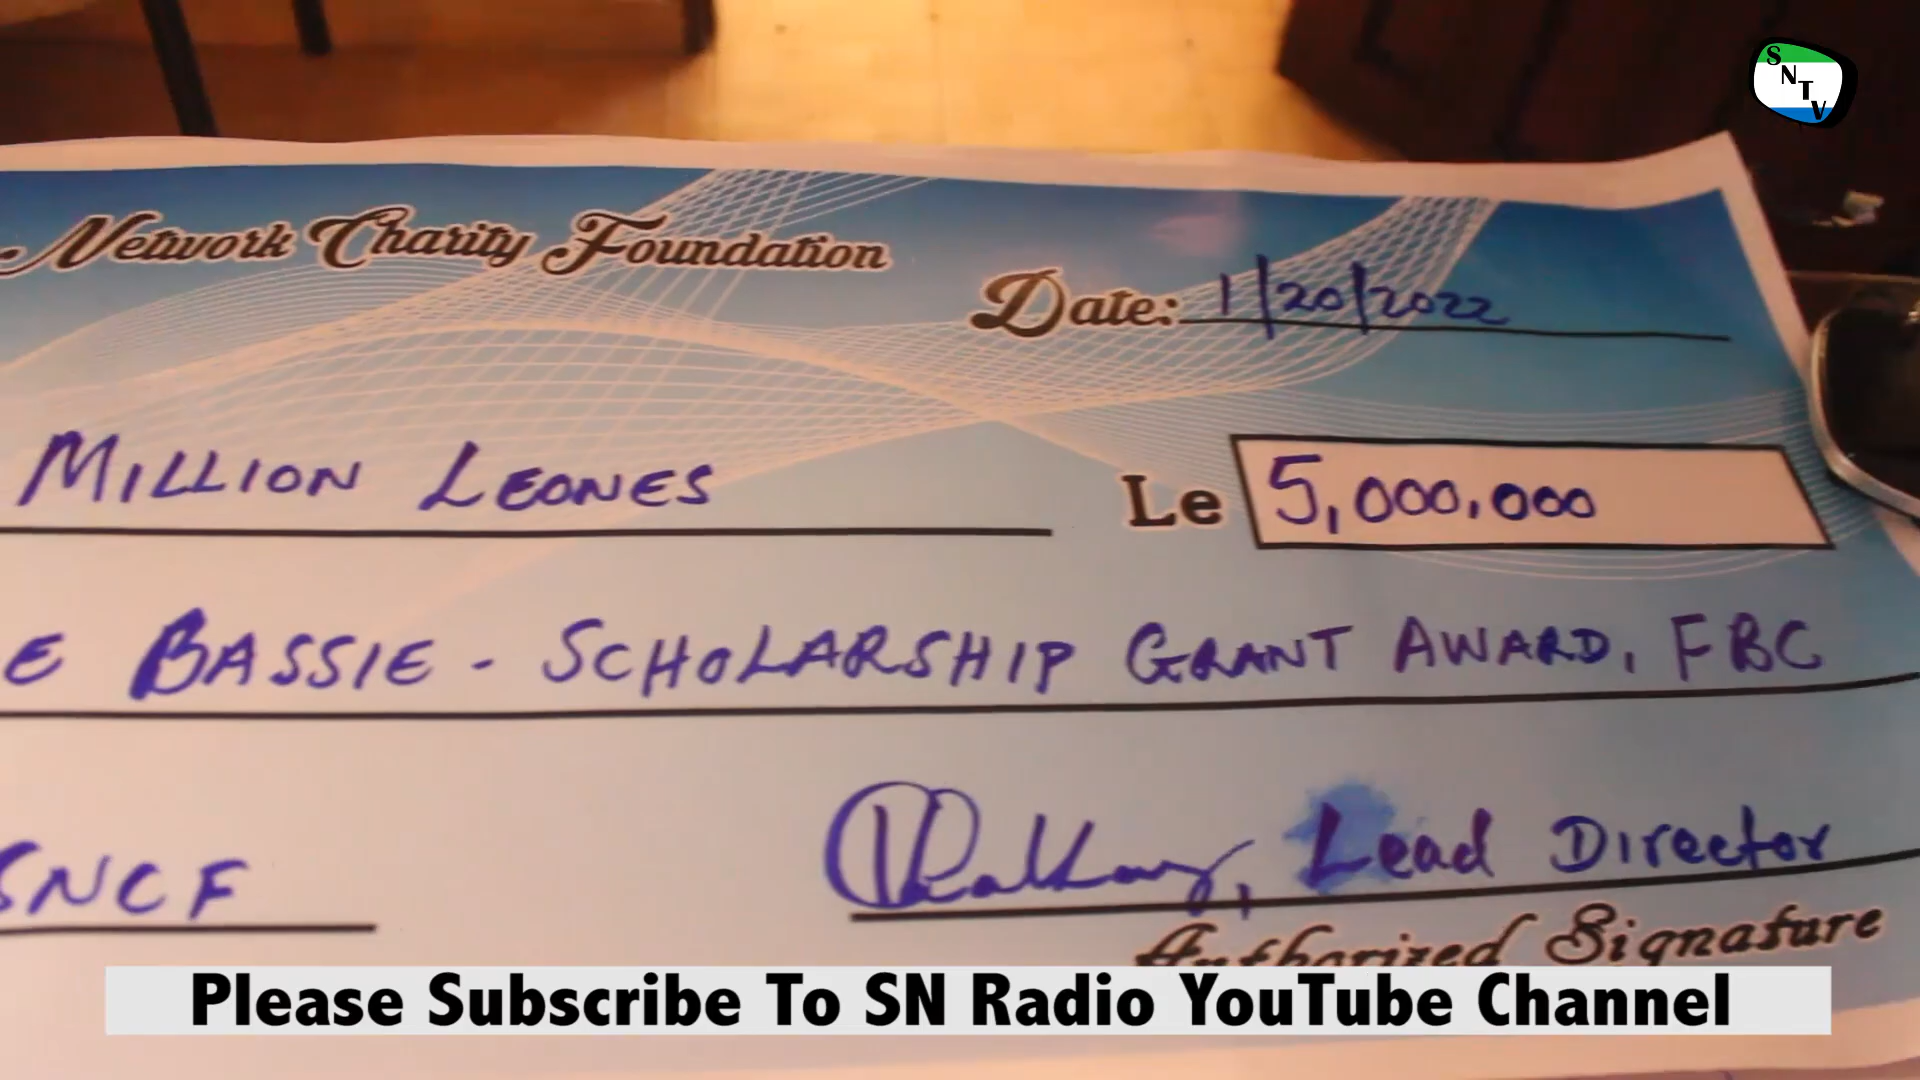 S
N
T
V
Network Charity Foundation
Date: 1/20/2022
MILLION LEONES
Le 5,000,000
E BASSIE - SCHOLARSHIP GRANT AWARD, FBC
SNCF
, Lead Director
Authorized Signature
Please Subscribe To SN Radio YouTube Channel